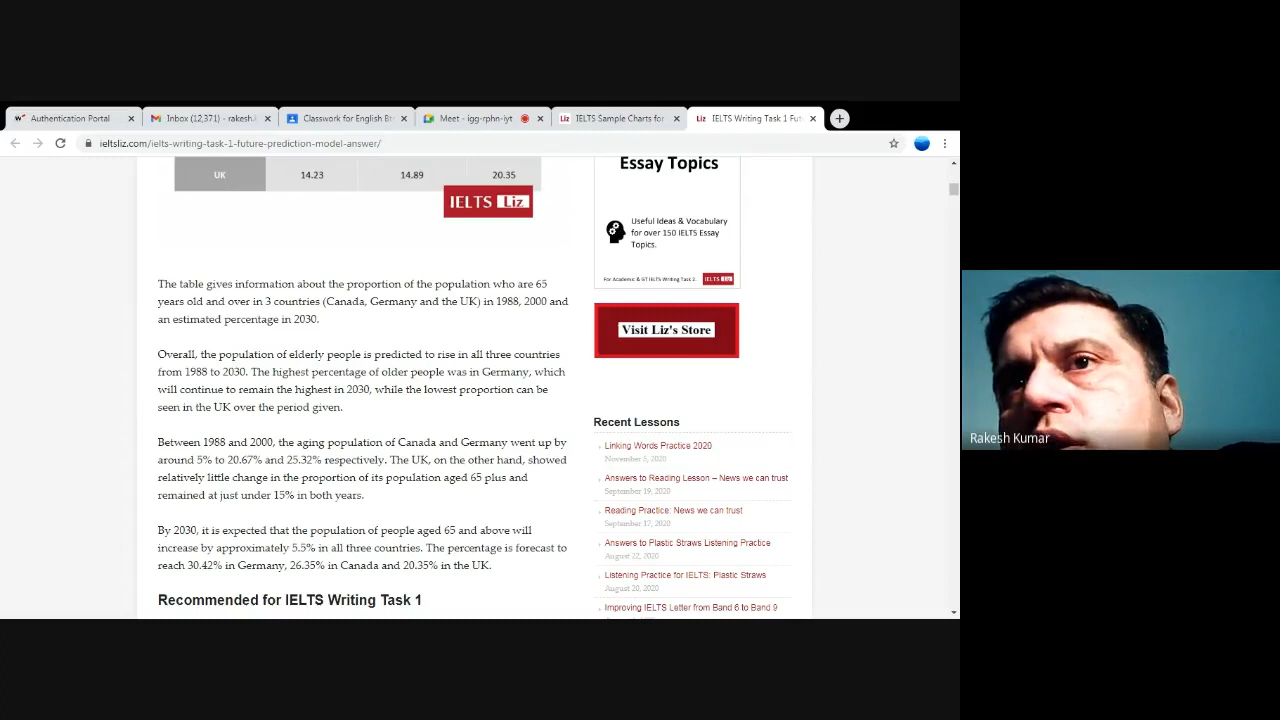 Authentication Portal
Inbox (12,371) - rakesh.
Classwork for English B
Meet - igg-rphn-iyt
Liz IELTS Sample Charts for
Liz IELTS Writing Task 1 Fu
ieltsliz.com/ielts-writing-task-1-future-prediction-model-answer/
UK 14.23 14.89 20.35
IELTS Liz
The table gives information about the proportion of the population who are 65
years old and over in 3 countries (Canada, Germany and the UK) in 1988, 2000 and
an estimated percentage in 2030.
Overall, the population of elderly people is predicted to rise in all three countries
from 1988 to 2030. The highest percentage of older people was in Germany, which
will continue to remain the highest in 2030, while the lowest proportion can be
seen in the UK over the period given.
Between 1988 and 2000, the aging population of Canada and Germany went up by
around 5% to 20.67% and 25.32% respectively. The UK, on the other hand, showed
relatively little change in the proportion of its population aged 65 plus and
remained at just under 15% in both years.
By 2030, it is expected that the population of people aged 65 and above will
increase by approximately 5.5% in all three countries. The percentage is forecast to
reach 30.42% in Germany, 26.35% in Canada and 20.35% in the UK.
Recommended for IELTS Writing Task 1
Essay Topics
Useful Ideas & Vocabulary
for over 150 IELTS Essay
Topics.
For Academic & GT IELTS Writing Task 2.
IELTS Liz
Visit Liz's Store
Recent Lessons
Linking Words Practice 2020
November 5, 2020
Answers to Reading Lesson – News we can trust
September 19, 2020
Reading Practice: News we can trust
September 17, 2020
Answers to Plastic Straws Listening Practice
August 22, 2020
Listening Practice for IELTS: Plastic Straws
August 20, 2020
Improving IELTS Letter from Band 6 to Band 9
Rakesh Kumar